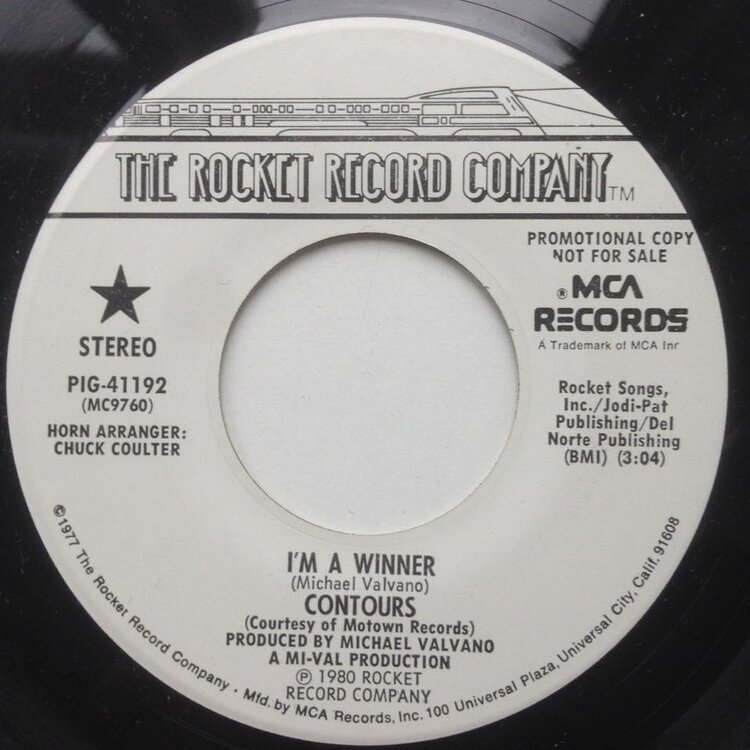 THE ROCKET RECORD COMPANY™
PROMOTIONAL COPY
NOT FOR SALE
® MCA
RECORDS
A Trademark of MCA Inc
STEREO
PIG-41192
(MC9760)
HORN ARRANGER:
CHUCK COULTER
Rocket Songs,
Inc./Jodi-Pat
Publishing/Del
Norte Publishing
(BMI) (3:04)
I'M A WINNER
(Michael Valvano)
CONTOURS
(Courtesy of Motown Records)
PRODUCED BY MICHAEL VALVANO
A MI-VAL PRODUCTION
℗ 1980 ROCKET
RECORD COMPANY
©1977 The Rocket Record Company • Mfd. by MCA Records, Inc. 100 Universal Plaza, Universal City, Calif. 91608